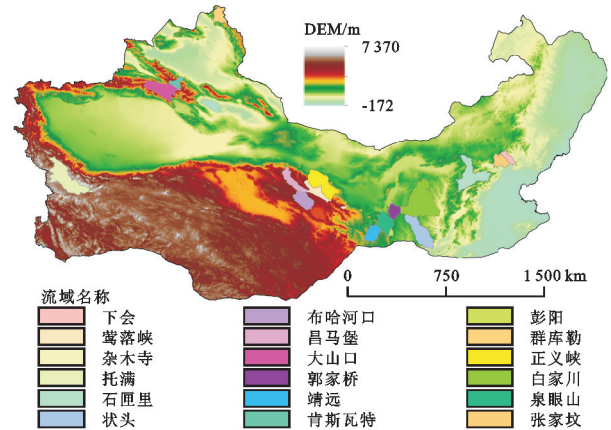 DEM/m
7 370
-172
0 750 1 500 km
流域名称
下会 布哈河口 彭阳
莺落峡 昌马堡 群库勒
杂木寺 大山口 正义峡
托满 郭家桥 白家川
石匣里 靖远 泉眼山
状头 肯斯瓦特 张家坟